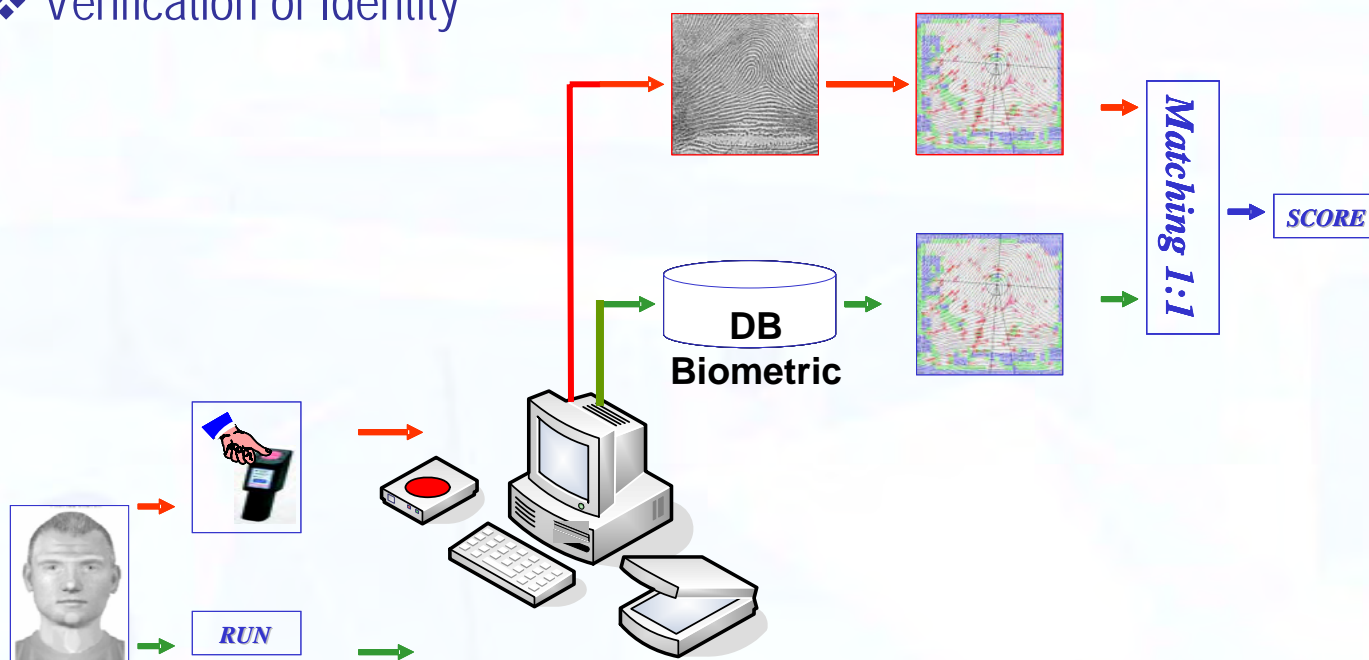 Verification of Identity
Matching 1:1
SCORE
DB
Biometric
RUN